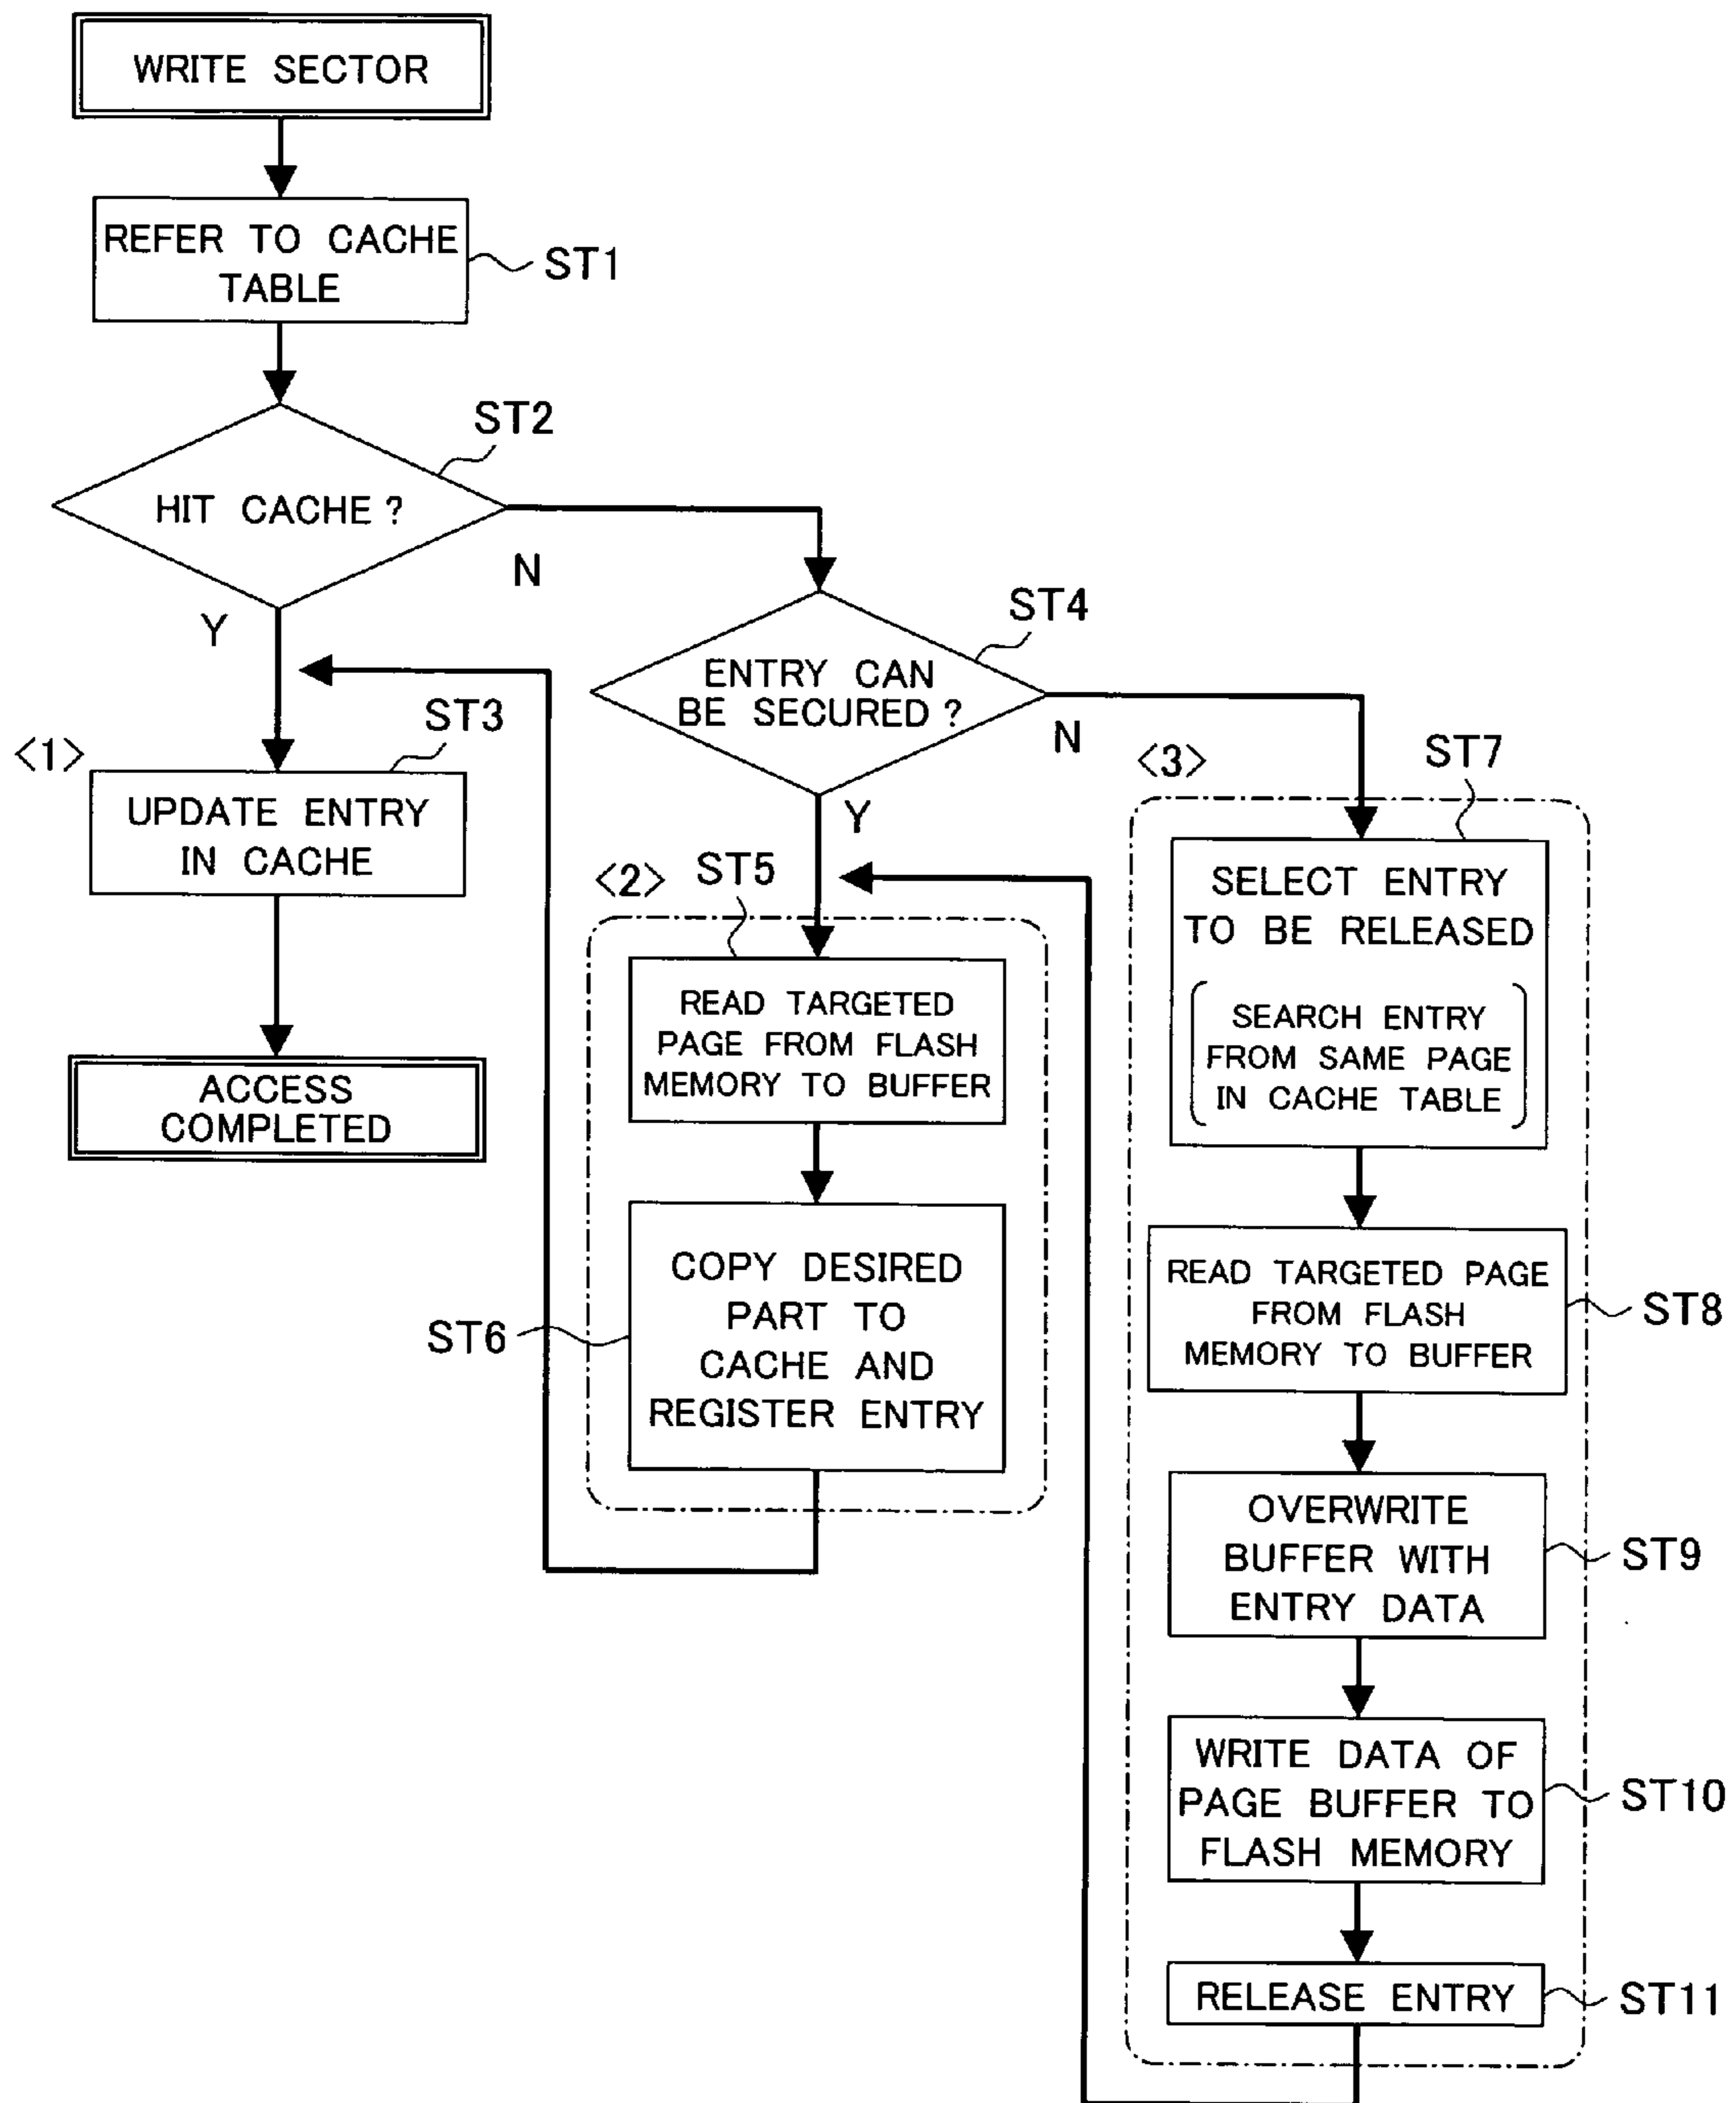 WRITE SECTOR
REFER TO CACHE
TABLE
ST1
ST2
HIT CACHE ?
N
Y
ST4
ENTRY CAN
BE SECURED ?
N
Y
<1>
ST3
UPDATE ENTRY
IN CACHE
ACCESS
COMPLETED
<2>
ST5
READ TARGETED
PAGE FROM FLASH
MEMORY TO BUFFER
ST6
COPY DESIRED
PART TO
CACHE AND
REGISTER ENTRY
<3>
ST7
SELECT ENTRY
TO BE RELEASED
SEARCH ENTRY
FROM SAME PAGE
IN CACHE TABLE
READ TARGETED PAGE
FROM FLASH
MEMORY TO BUFFER
ST8
OVERWRITE
BUFFER WITH
ENTRY DATA
ST9
WRITE DATA OF
PAGE BUFFER TO
FLASH MEMORY
ST10
RELEASE ENTRY
ST11